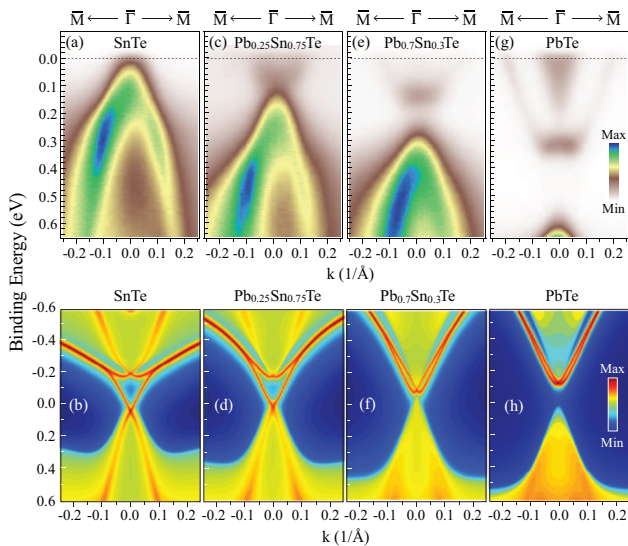 M̄ ← Γ̄ → M̄ M̄ ← Γ̄ → M̄ M̄ ← Γ̄ → M̄ M̄ ← Γ̄ → M̄
(a) SnTe (c) Pb0.25Sn0.75Te (e) Pb0.7Sn0.3Te (g) PbTe
0.0
0.1
0.2
0.3
0.4
0.5
0.6
Max
Min
-0.2 -0.1 0.0 0.1 0.2 -0.2 -0.1 0.0 0.1 0.2 -0.2 -0.1 0.0 0.1 0.2 -0.2 -0.1 0.0 0.1 0.2
k (1/Å) k (1/Å)
Binding Energy (eV)
SnTe Pb0.25Sn0.75Te Pb0.7Sn0.3Te PbTe
-0.6
-0.4
-0.2
0.0
0.2
0.4
0.6
(b) (d) (f) (h)
Max
Min
-0.2 -0.1 0.0 0.1 0.2 -0.2 -0.1 0.0 0.1 0.2 -0.2 -0.1 0.0 0.1 0.2 -0.2 -0.1 0.0 0.1 0.2
k (1/Å) k (1/Å)